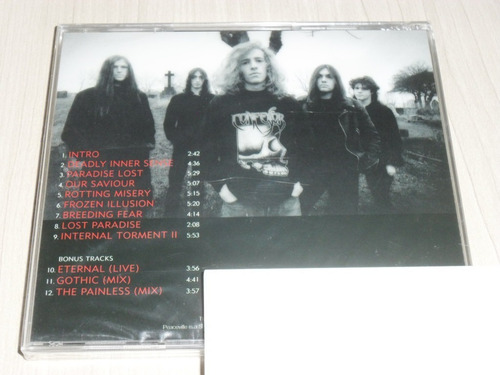 1. INTRO 2:42
2. DEADLY INNER SENSE 4:36
3. PARADISE LOST 5:29
4. OUR SAVIOUR 5:07
5. ROTTING MISERY 5:15
6. FROZEN ILLUSION 5:20
7. BREEDING FEAR 4:14
8. LOST PARADISE 2:08
9. INTERNAL TORMENT II 5:53
BONUS TRACKS
10. ETERNAL (LIVE) 3:56
11. GOTHIC (MIX) 4:41
12. THE PAINLESS (MIX) 3:57